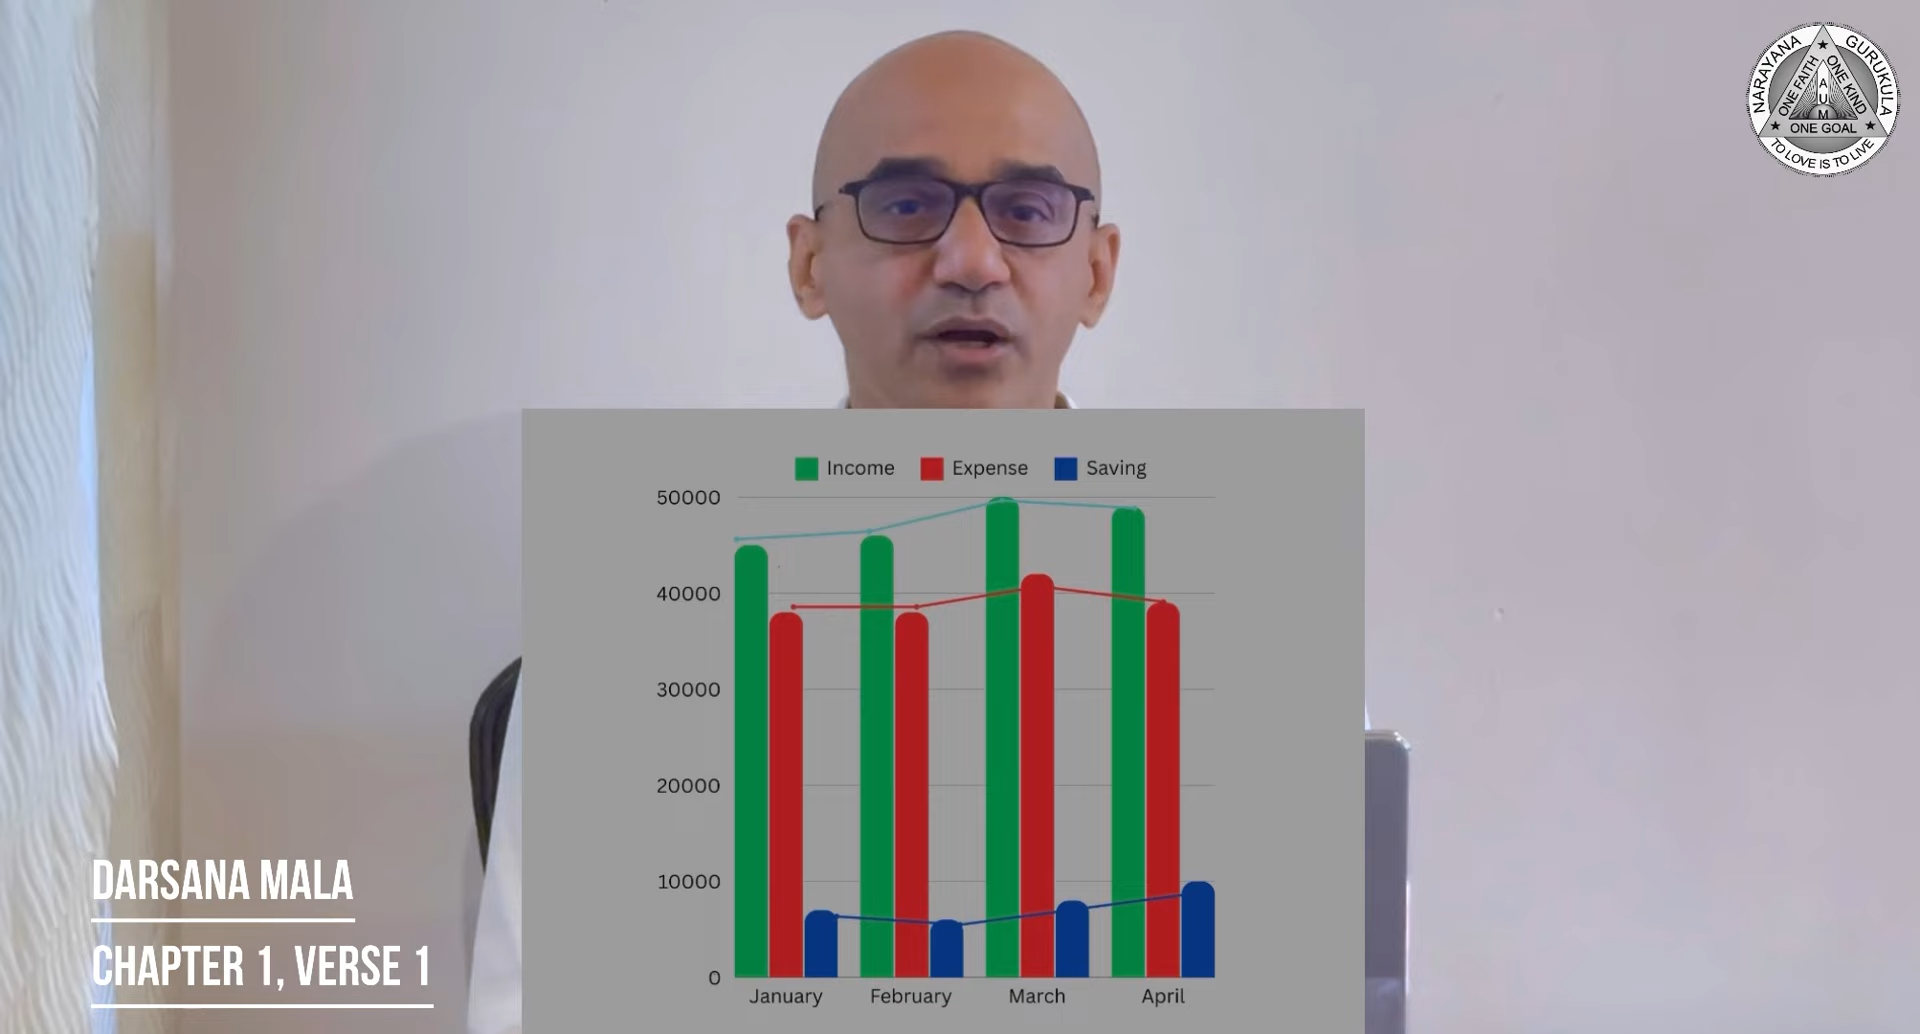 NARAYANA GURUKULA
ONE FAITH
ONE KIND
AUM
ONE GOAL
TO LOVE IS TO LIVE
Income Expense Saving
50000
40000
30000
20000
10000
0
January February March April
DARSANA MALA
CHAPTER 1, VERSE 1